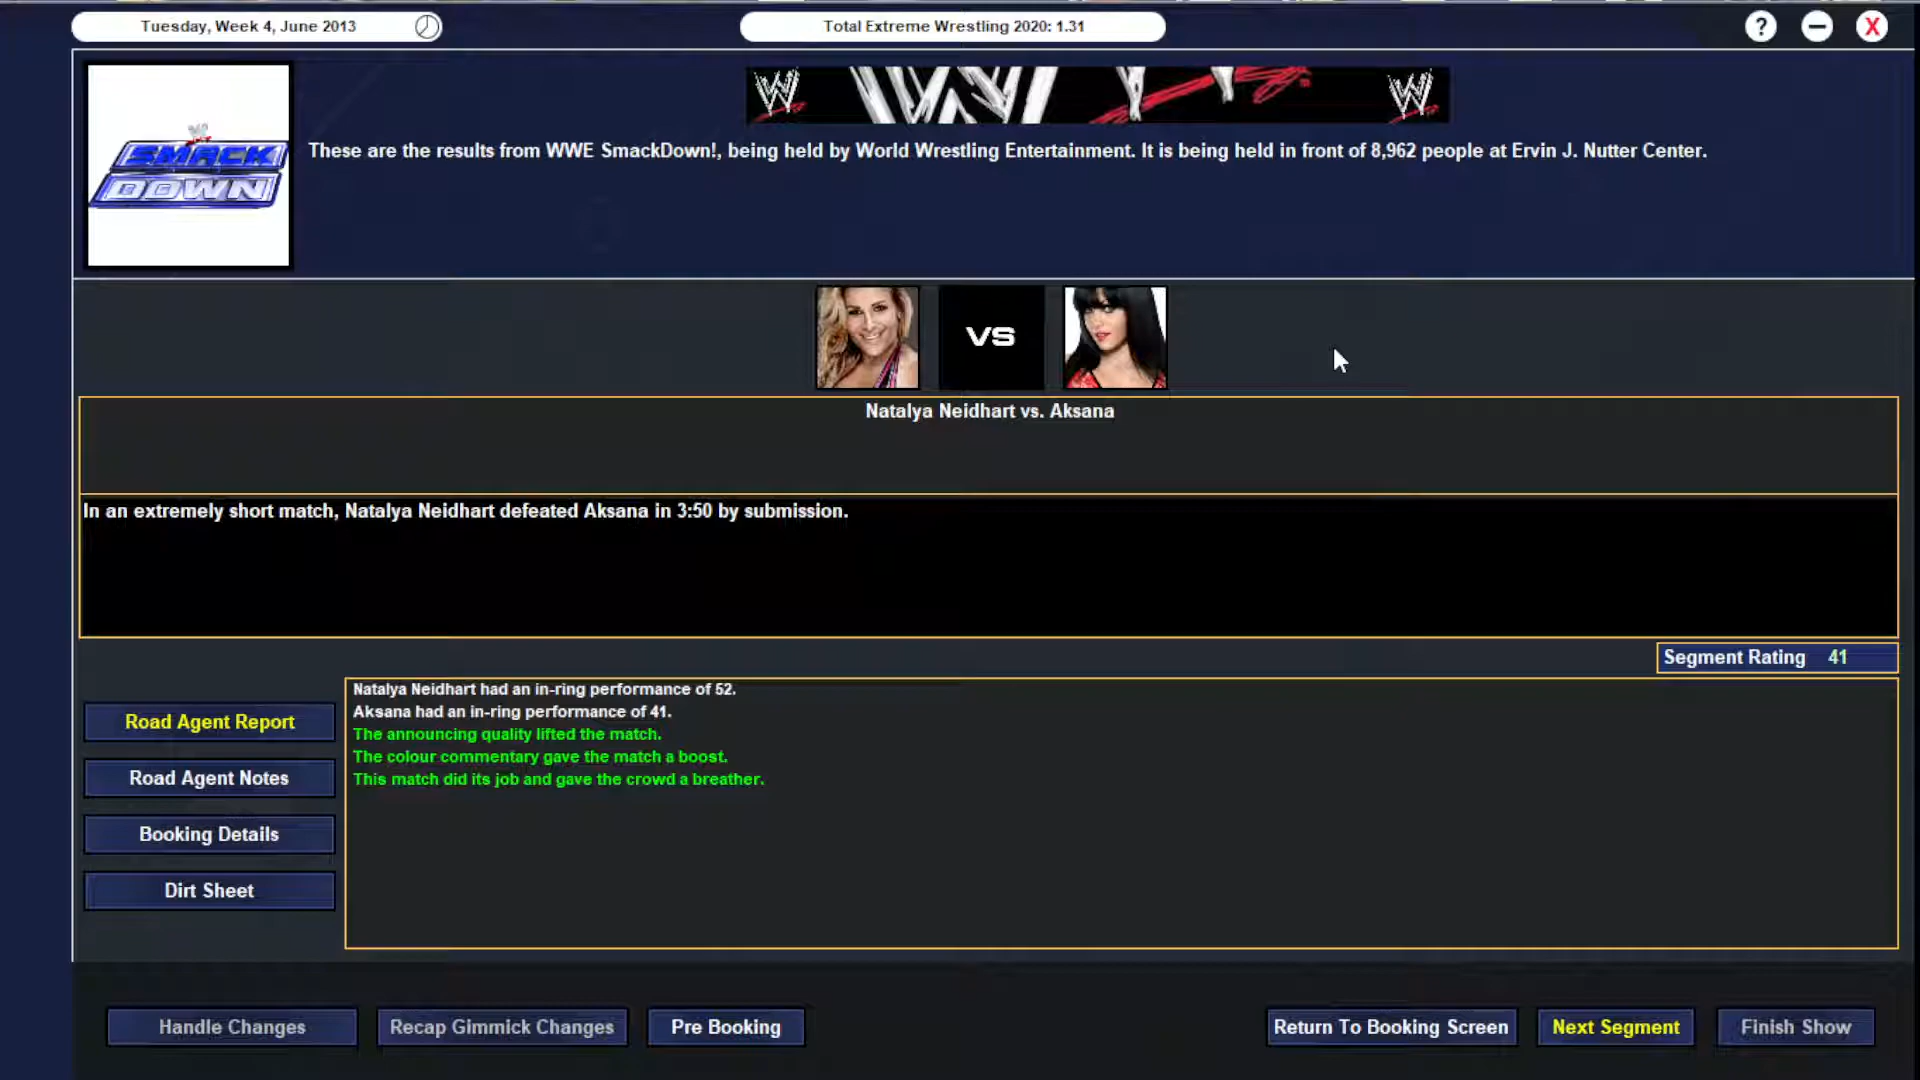 Tuesday, Week 4, June 2013
Total Extreme Wrestling 2020: 1.31
?
X
SMACK
DOWN
These are the results from WWE SmackDown!, being held by World Wrestling Entertainment. It is being held in front of 8,962 people at Ervin J. Nutter Center.
VS
Natalya Neidhart vs. Aksana
In an extremely short match, Natalya Neidhart defeated Aksana in 3:50 by submission.
Segment Rating 41
Road Agent Report
Road Agent Notes
Booking Details
Dirt Sheet
Natalya Neidhart had an in-ring performance of 52.
Aksana had an in-ring performance of 41.
The announcing quality lifted the match.
The colour commentary gave the match a boost.
This match did its job and gave the crowd a breather.
Handle Changes
Recap Gimmick Changes
Pre Booking
Return To Booking Screen
Next Segment
Finish Show